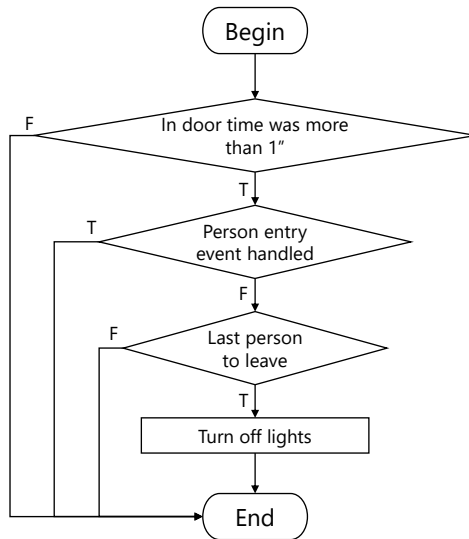 Begin
F
In door time was more
than 1”
T
T
Person entry
event handled
F
F
Last person
to leave
T
Turn off lights
End